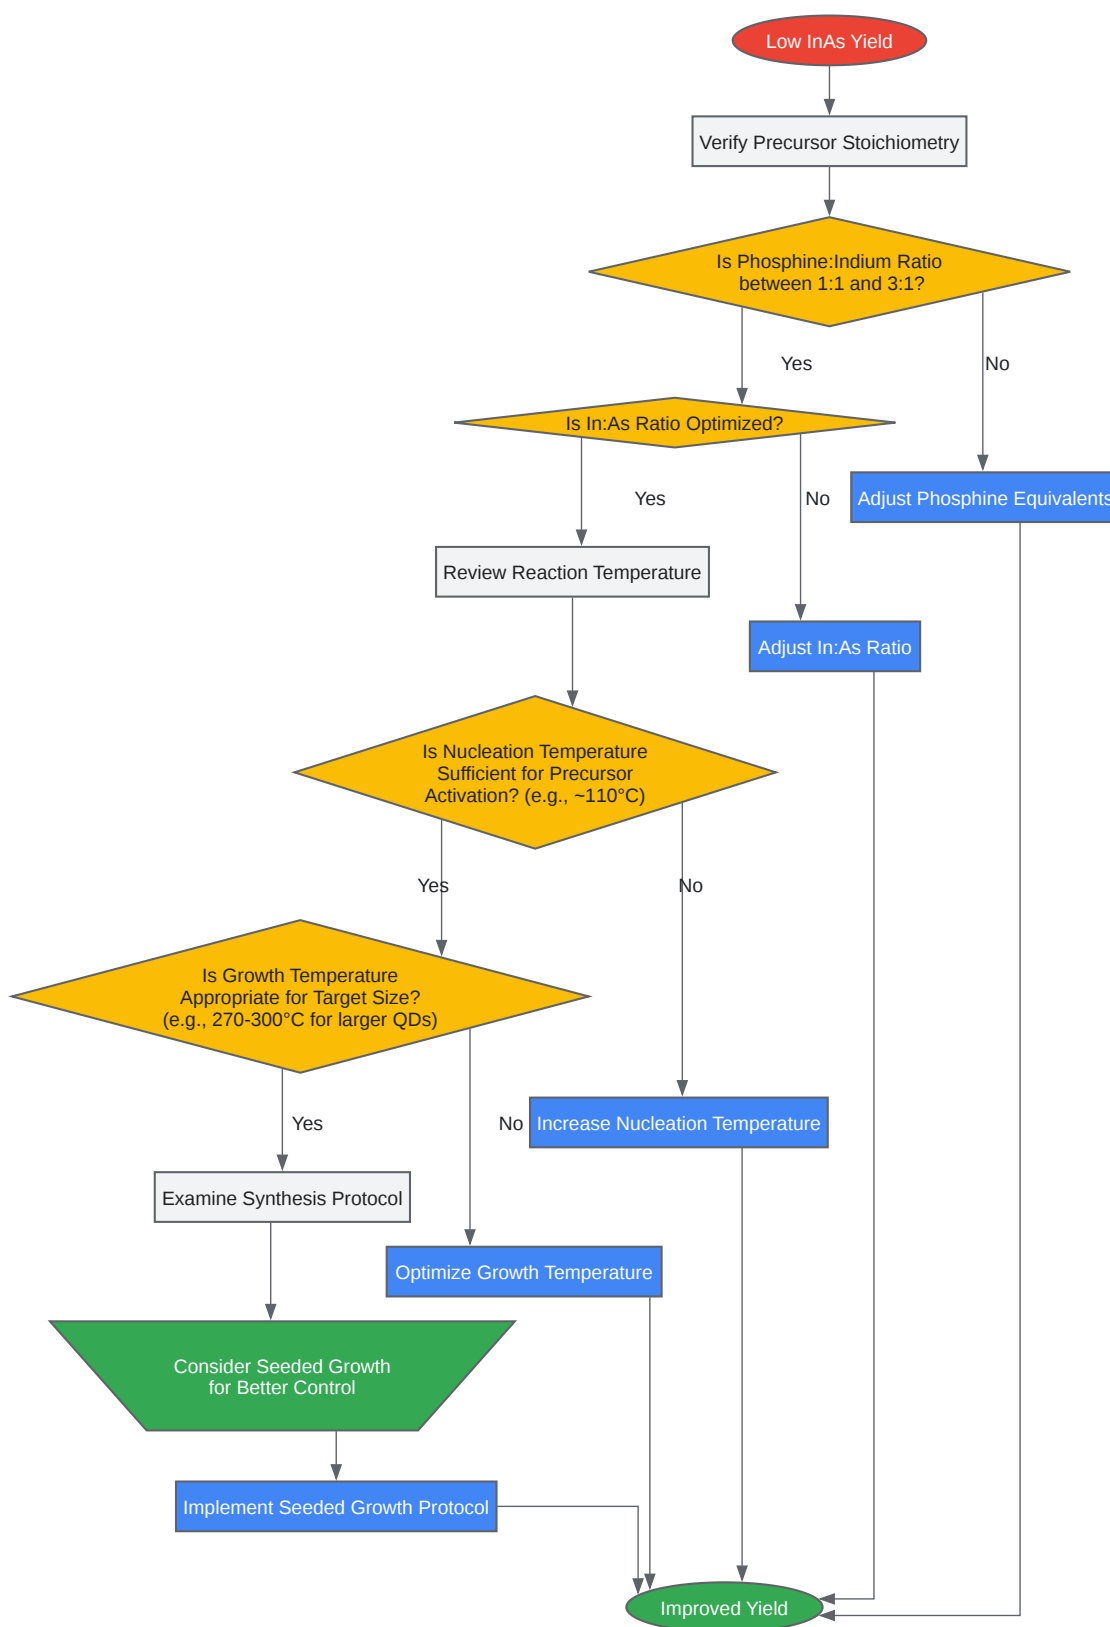 Low InAs Yield
Verify Precursor Stoichiometry
Is Phosphine:Indium Ratio
between 1:1 and 3:1?
Yes
No
Is In:As Ratio Optimized?
Yes
No
Adjust Phosphine Equivalents
Review Reaction Temperature
Adjust In:As Ratio
Is Nucleation Temperature
Sufficient for Precursor
Activation? (e.g., ~110°C)
Yes
No
Is Growth Temperature
Appropriate for Target Size?
(e.g., 270-300°C for larger QDs)
Yes
No
Increase Nucleation Temperature
Examine Synthesis Protocol
Optimize Growth Temperature
Consider Seeded Growth
for Better Control
Implement Seeded Growth Protocol
Improved Yield